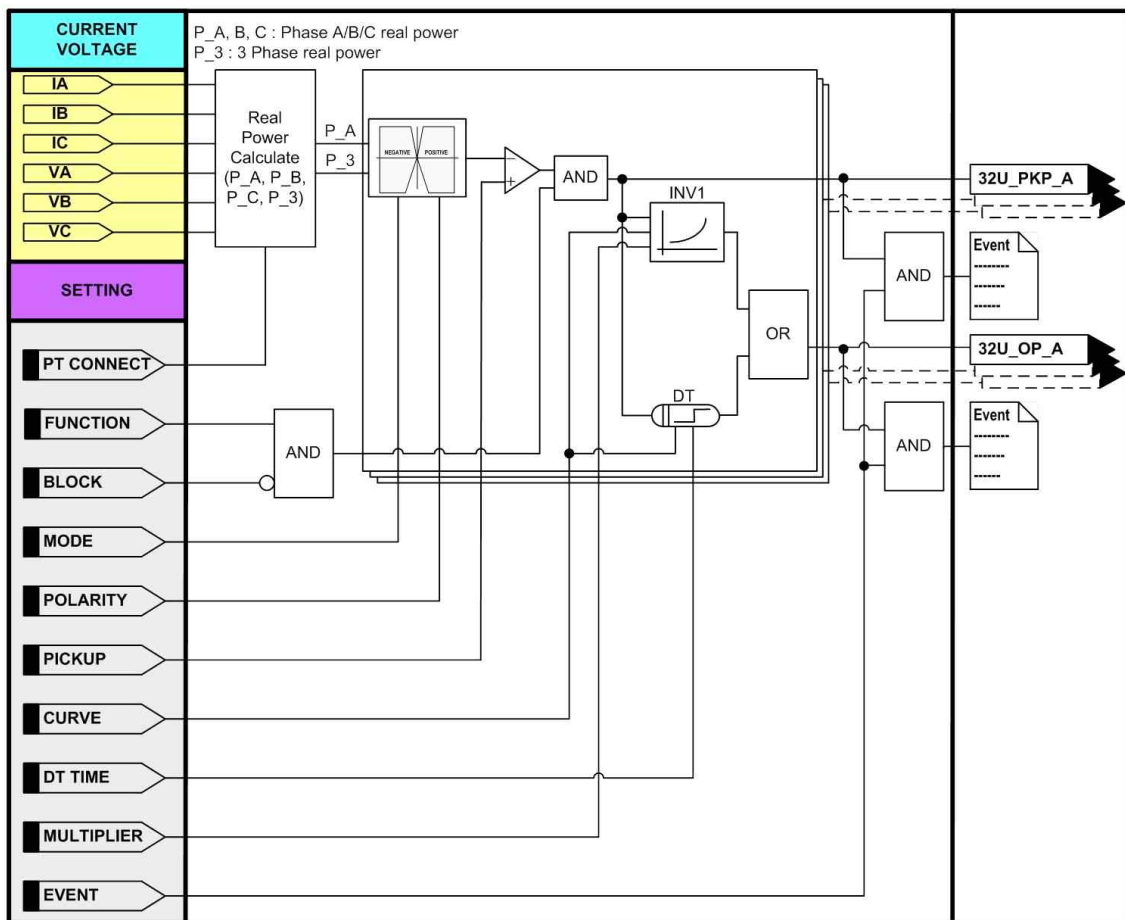 CURRENT
VOLTAGE
P_A, B, C : Phase A/B/C real power
P_3 : 3 Phase real power
IA
IB
IC
VA
VB
VC
Real
Power
Calculate
(P_A, P_B,
P_C, P_3)
P_A
P_3
NEGATIVE
POSITIVE
−
+
AND
INV1
OR
DT
32U_PKP_A
AND
Event
--------
-------
------
32U_OP_A
AND
Event
--------
-------
------
SETTING
PT CONNECT
FUNCTION
AND
BLOCK
MODE
POLARITY
PICKUP
CURVE
DT TIME
MULTIPLIER
EVENT